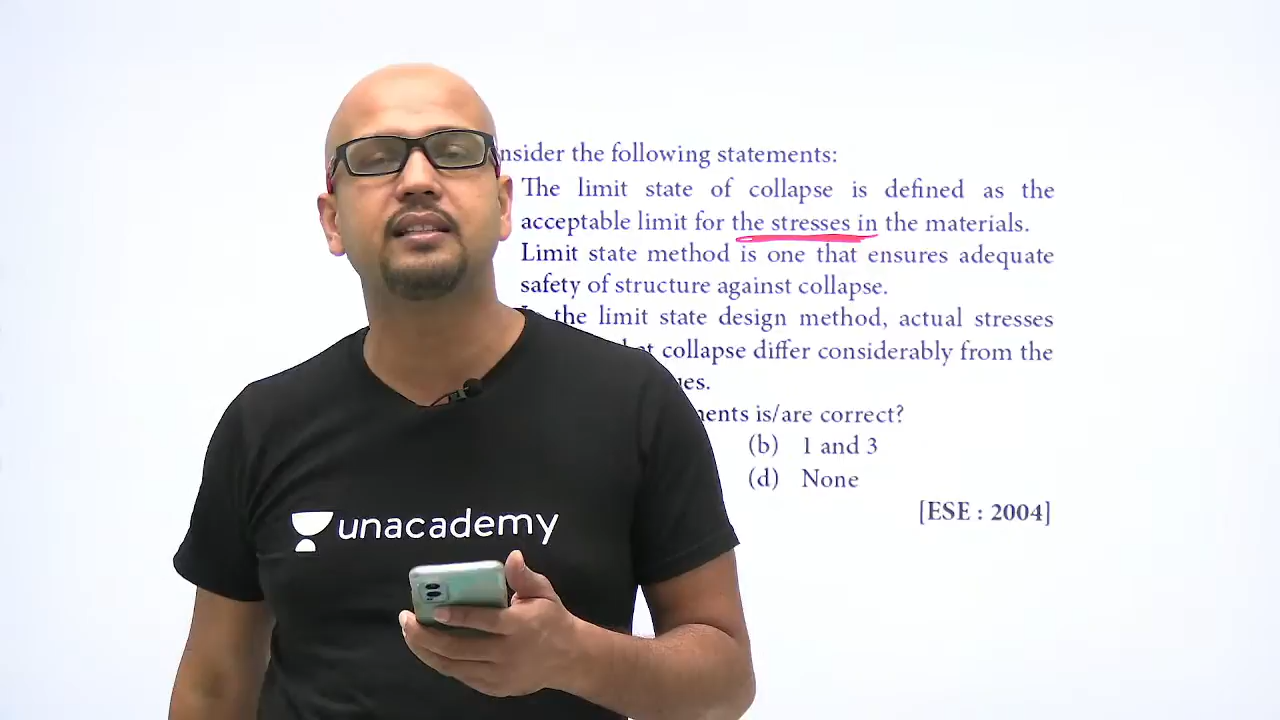 nsider the following statements:
The limit state of collapse is defined as the
acceptable limit for the stresses in the materials.
Limit state method is one that ensures adequate
safety of structure against collapse.
the limit state design method, actual stresses
collapse differ considerably from the
is/are correct?
(b) 1 and 3
(d) None
[ESE : 2004]
unacademy